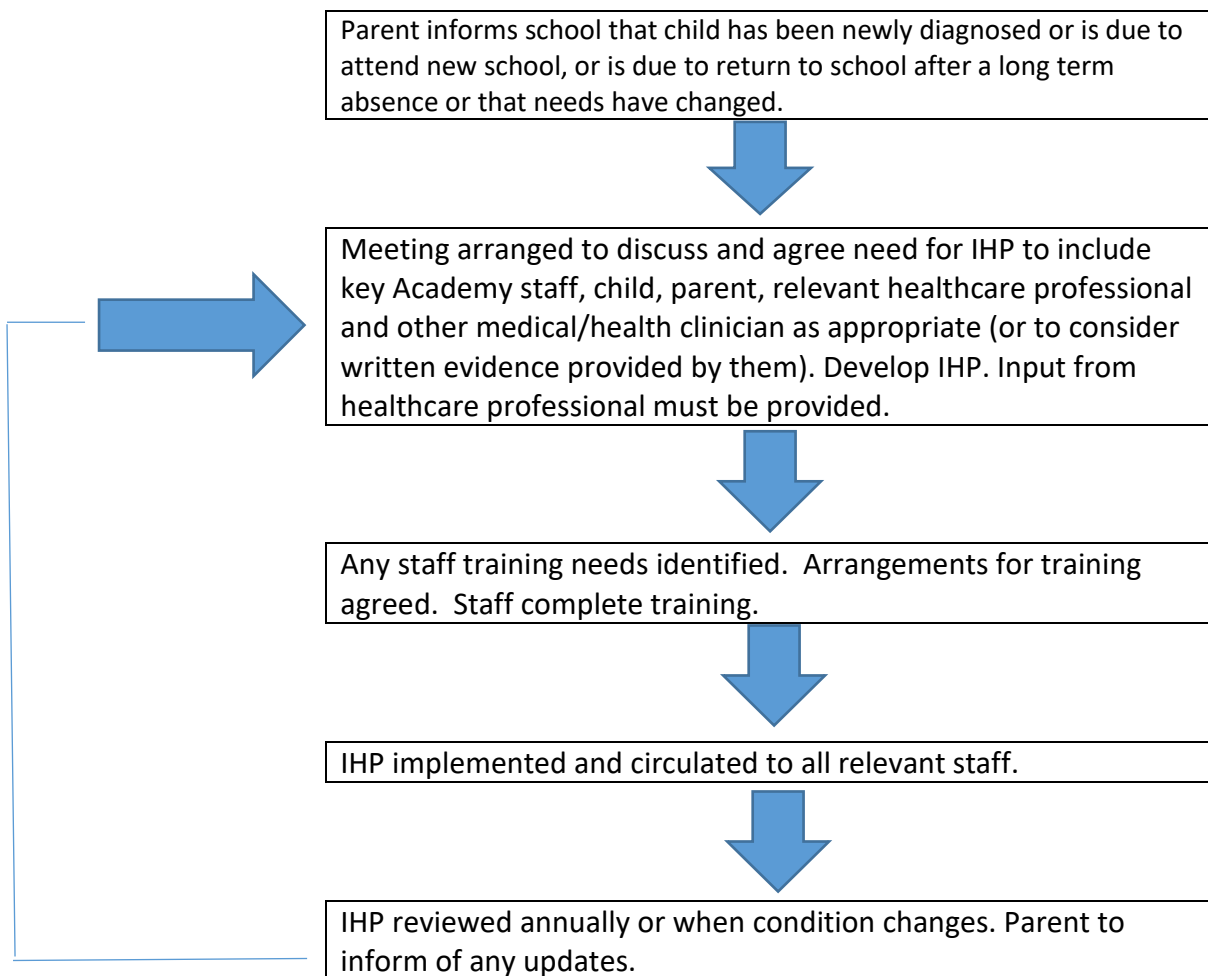 Parent informs school that child has been newly diagnosed or is due to
attend new school, or is due to return to school after a long term
absence or that needs have changed.
Meeting arranged to discuss and agree need for IHP to include
key Academy staff, child, parent, relevant healthcare professional
and other medical/health clinician as appropriate (or to consider
written evidence provided by them). Develop IHP. Input from
healthcare professional must be provided.
Any staff training needs identified.  Arrangements for training
agreed.  Staff complete training.
IHP implemented and circulated to all relevant staff.
IHP reviewed annually or when condition changes. Parent to
inform of any updates.